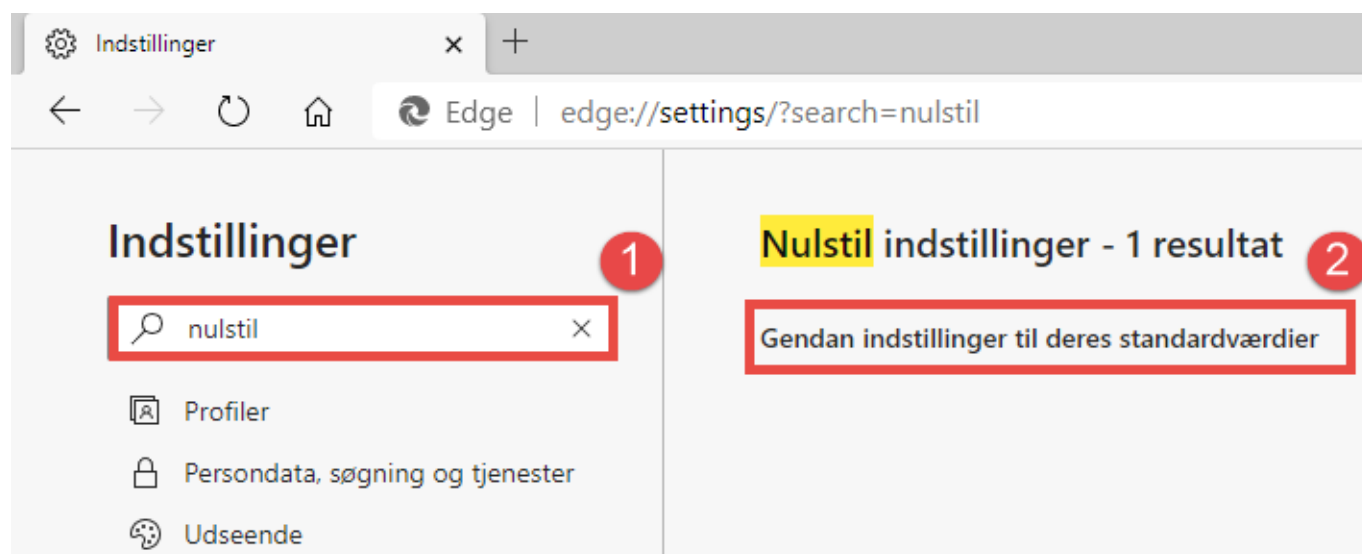 Indstillinger
Edge | edge://settings/?search=nulstil
Indstillinger
1
nulstil
Profiler
Persondata, søgning og tjenester
Udseende
Nulstil indstillinger - 1 resultat
2
Gendan indstillinger til deres standardværdier